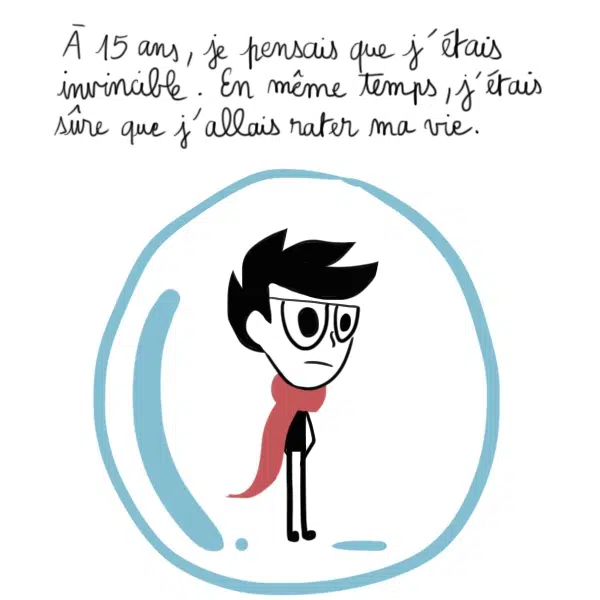 À 15 ans, je pensais que j'étais
invincible. En même temps, j'étais
sûre que j'allais rater ma vie.